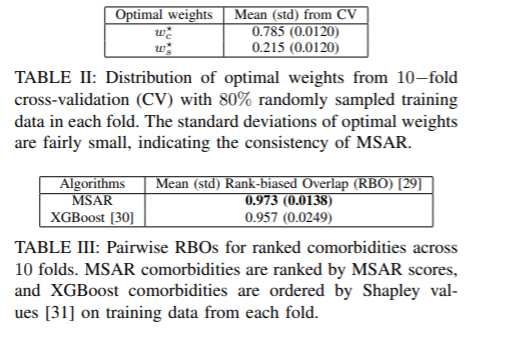 Optimal weights Mean (std) from CV
w*c 0.785 (0.0120)
w*s 0.215 (0.0120)
TABLE II: Distribution of optimal weights from 10−fold
cross-validation (CV) with 80% randomly sampled training
data in each fold. The standard deviations of optimal weights
are fairly small, indicating the consistency of MSAR.
Algorithms Mean (std) Rank-biased Overlap (RBO) [29]
MSAR 0.973 (0.0138)
XGBoost [30] 0.957 (0.0249)
TABLE III: Pairwise RBOs for ranked comorbidities across
10 folds. MSAR comorbidities are ranked by MSAR scores,
and XGBoost comorbidities are ordered by Shapley val-
ues [31] on training data from each fold.